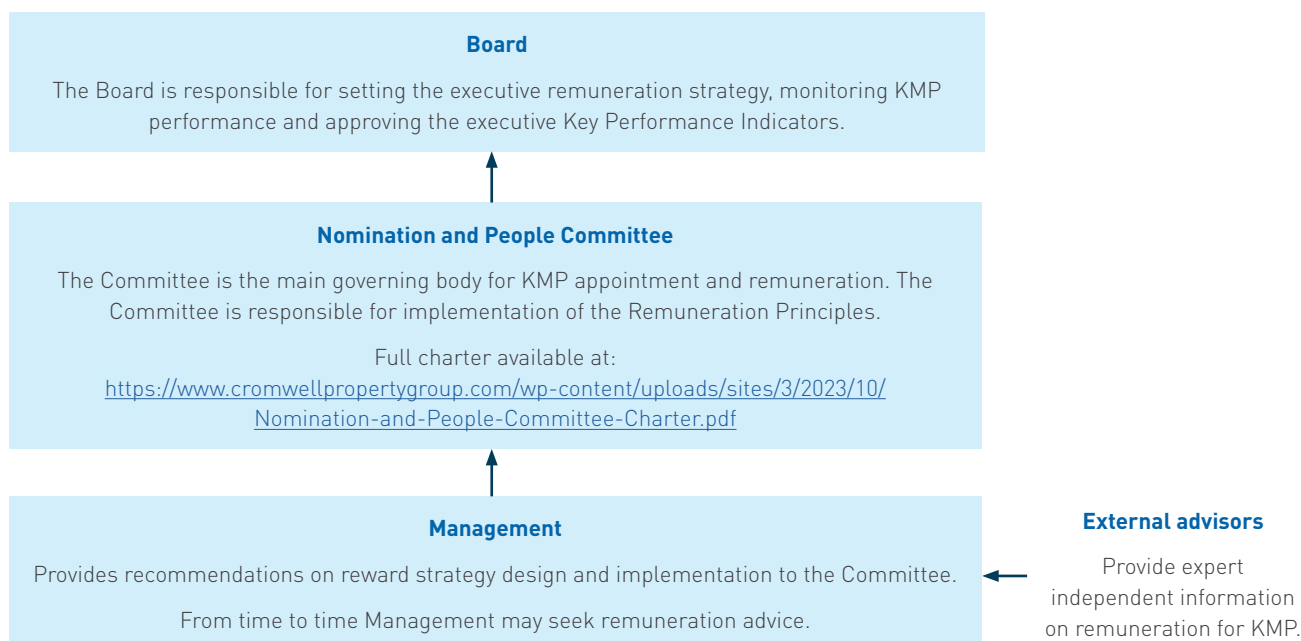 Board
The Board is responsible for setting the executive remuneration strategy, monitoring KMP
performance and approving the executive Key Performance Indicators.
Nomination and People Committee
The Committee is the main governing body for KMP appointment and remuneration. The
Committee is responsible for implementation of the Remuneration Principles.
Full charter available at:
https://www.cromwellpropertygroup.com/wp-content/uploads/sites/3/2023/10/
Nomination-and-People-Committee-Charter.pdf
Management
Provides recommendations on reward strategy design and implementation to the Committee.
From time to time Management may seek remuneration advice.
External advisors
Provide expert
independent information
on remuneration for KMP.